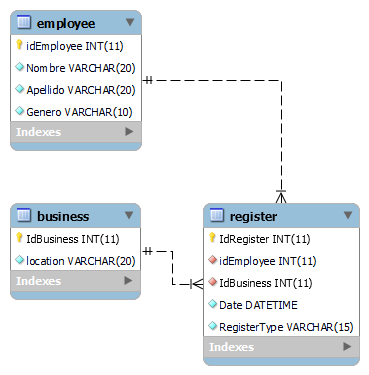 employee
idEmployee INT(11)
Nombre VARCHAR(20)
Apellido VARCHAR(20)
Genero VARCHAR(10)
Indexes
business
IdBusiness INT(11)
location VARCHAR(20)
Indexes
register
IdRegister INT(11)
idEmployee INT(11)
IdBusiness INT(11)
Date DATETIME
RegisterType VARCHAR(15)
Indexes